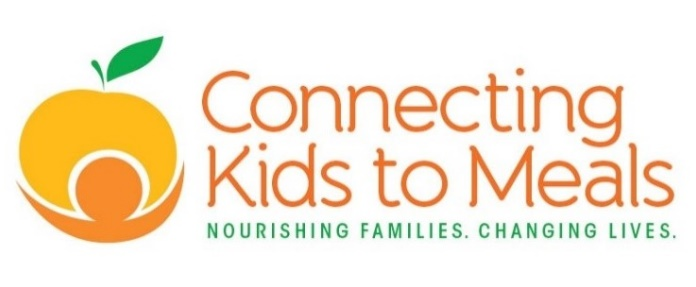 Connecting
Kids to Meals
NOURISHING FAMILIES. CHANGING LIVES.